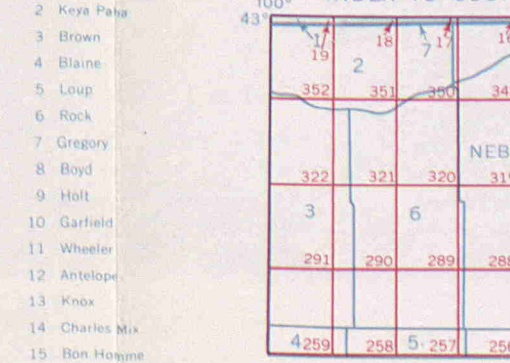 2 Keya Paha
3 Brown
4 Blaine
5 Loup
6 Rock
7 Gregory
8 Boyd
9 Holt
10 Garfield
11 Wheeler
12 Antelope
13 Knox
14 Charles Mix
15 Bon Homme
100°
43°
1
19
18
7
17
2
352
351
350
NEB
322
321
320
3
6
291
290
289
4
259
258
5
257